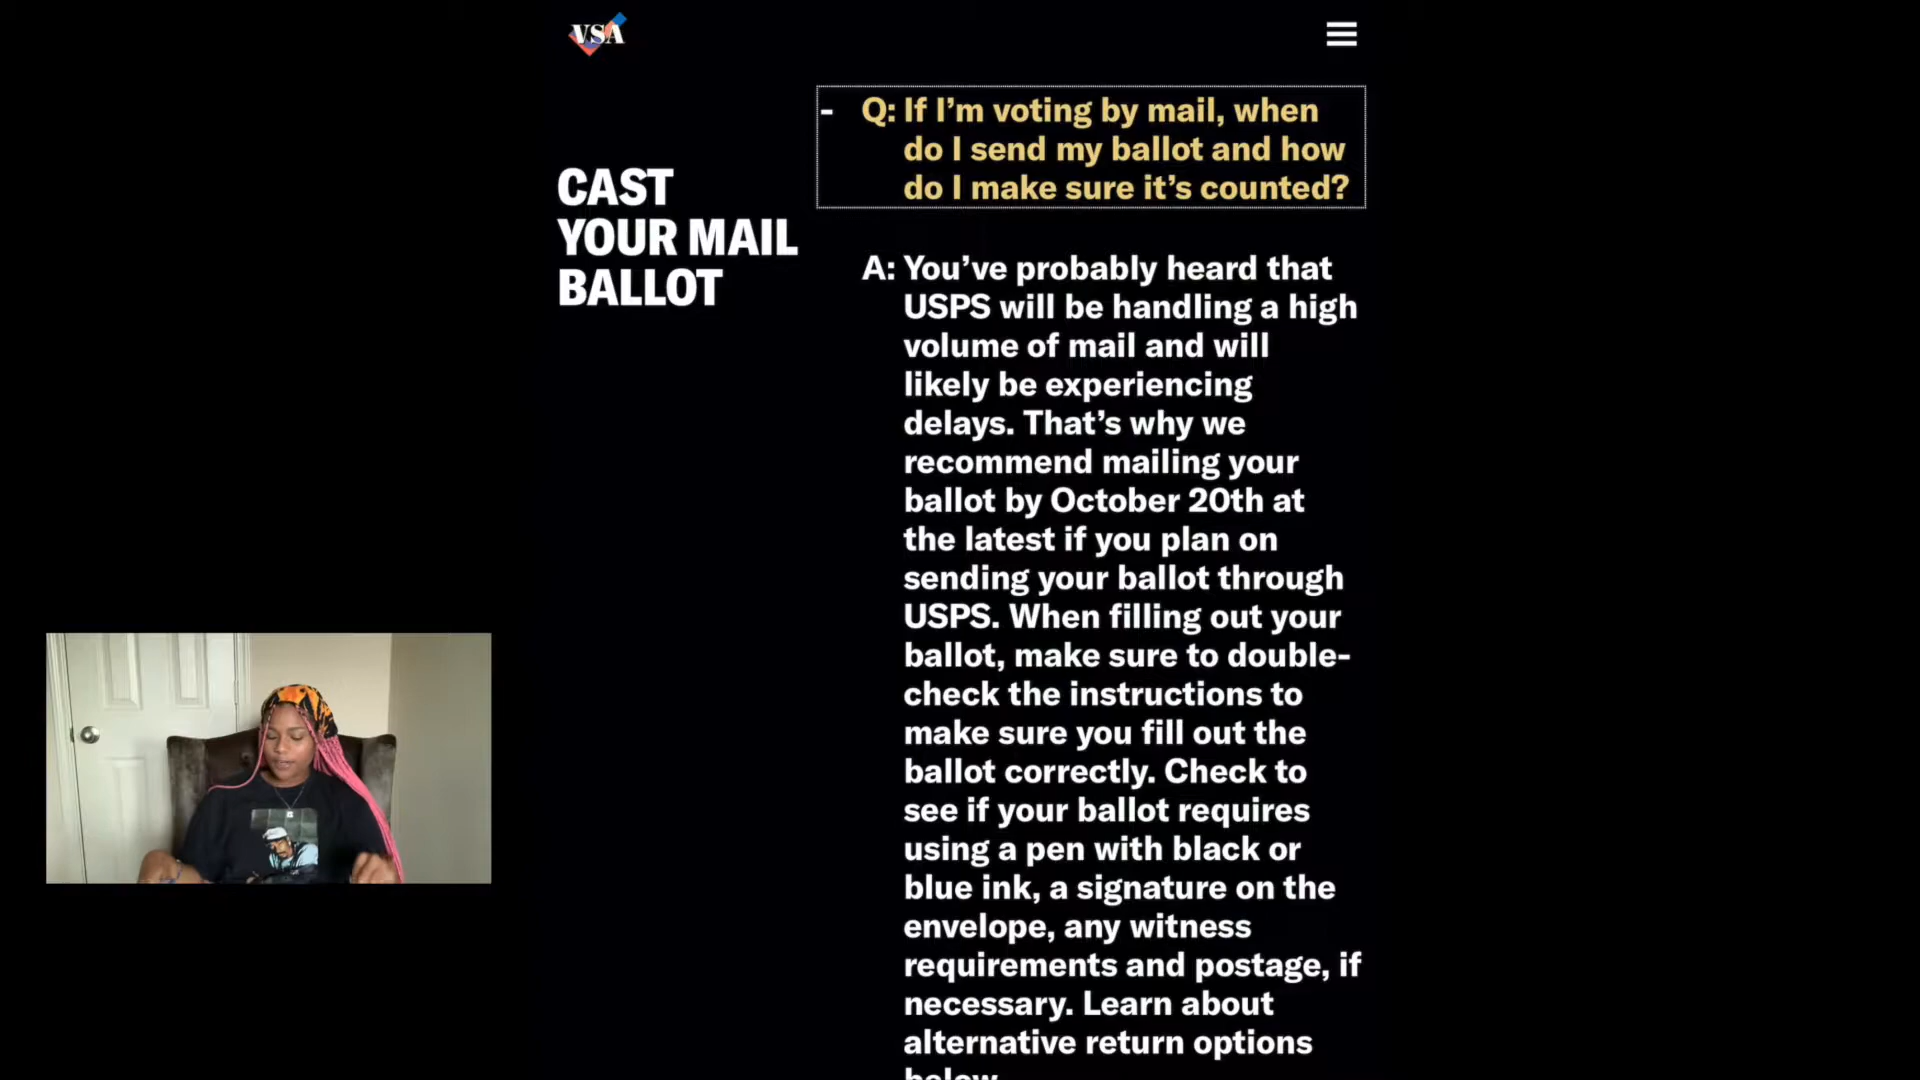 VSA
CAST
YOUR MAIL
BALLOT
- Q: If I’m voting by mail, when
do I send my ballot and how
do I make sure it’s counted?
A: You’ve probably heard that
USPS will be handling a high
volume of mail and will
likely be experiencing
delays. That’s why we
recommend mailing your
ballot by October 20th at
the latest if you plan on
sending your ballot through
USPS. When filling out your
ballot, make sure to double-
check the instructions to
make sure you fill out the
ballot correctly. Check to
see if your ballot requires
using a pen with black or
blue ink, a signature on the
envelope, any witness
requirements and postage, if
necessary. Learn about
alternative return options
below